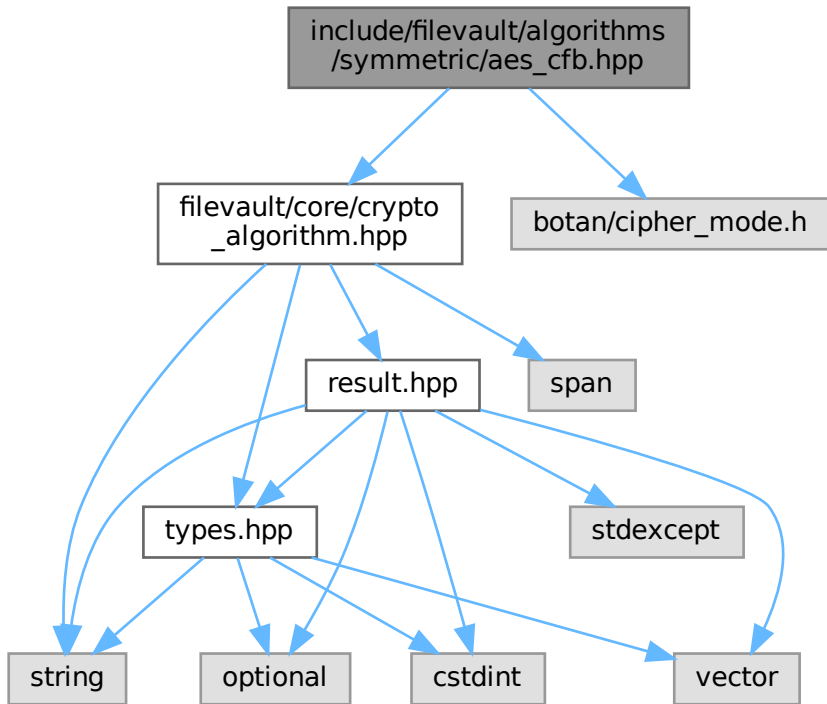 include/filevault/algorithms
/symmetric/aes_cfb.hpp
filevault/core/crypto
_algorithm.hpp
botan/cipher_mode.h
result.hpp
span
types.hpp
stdexcept
string
optional
cstdint
vector